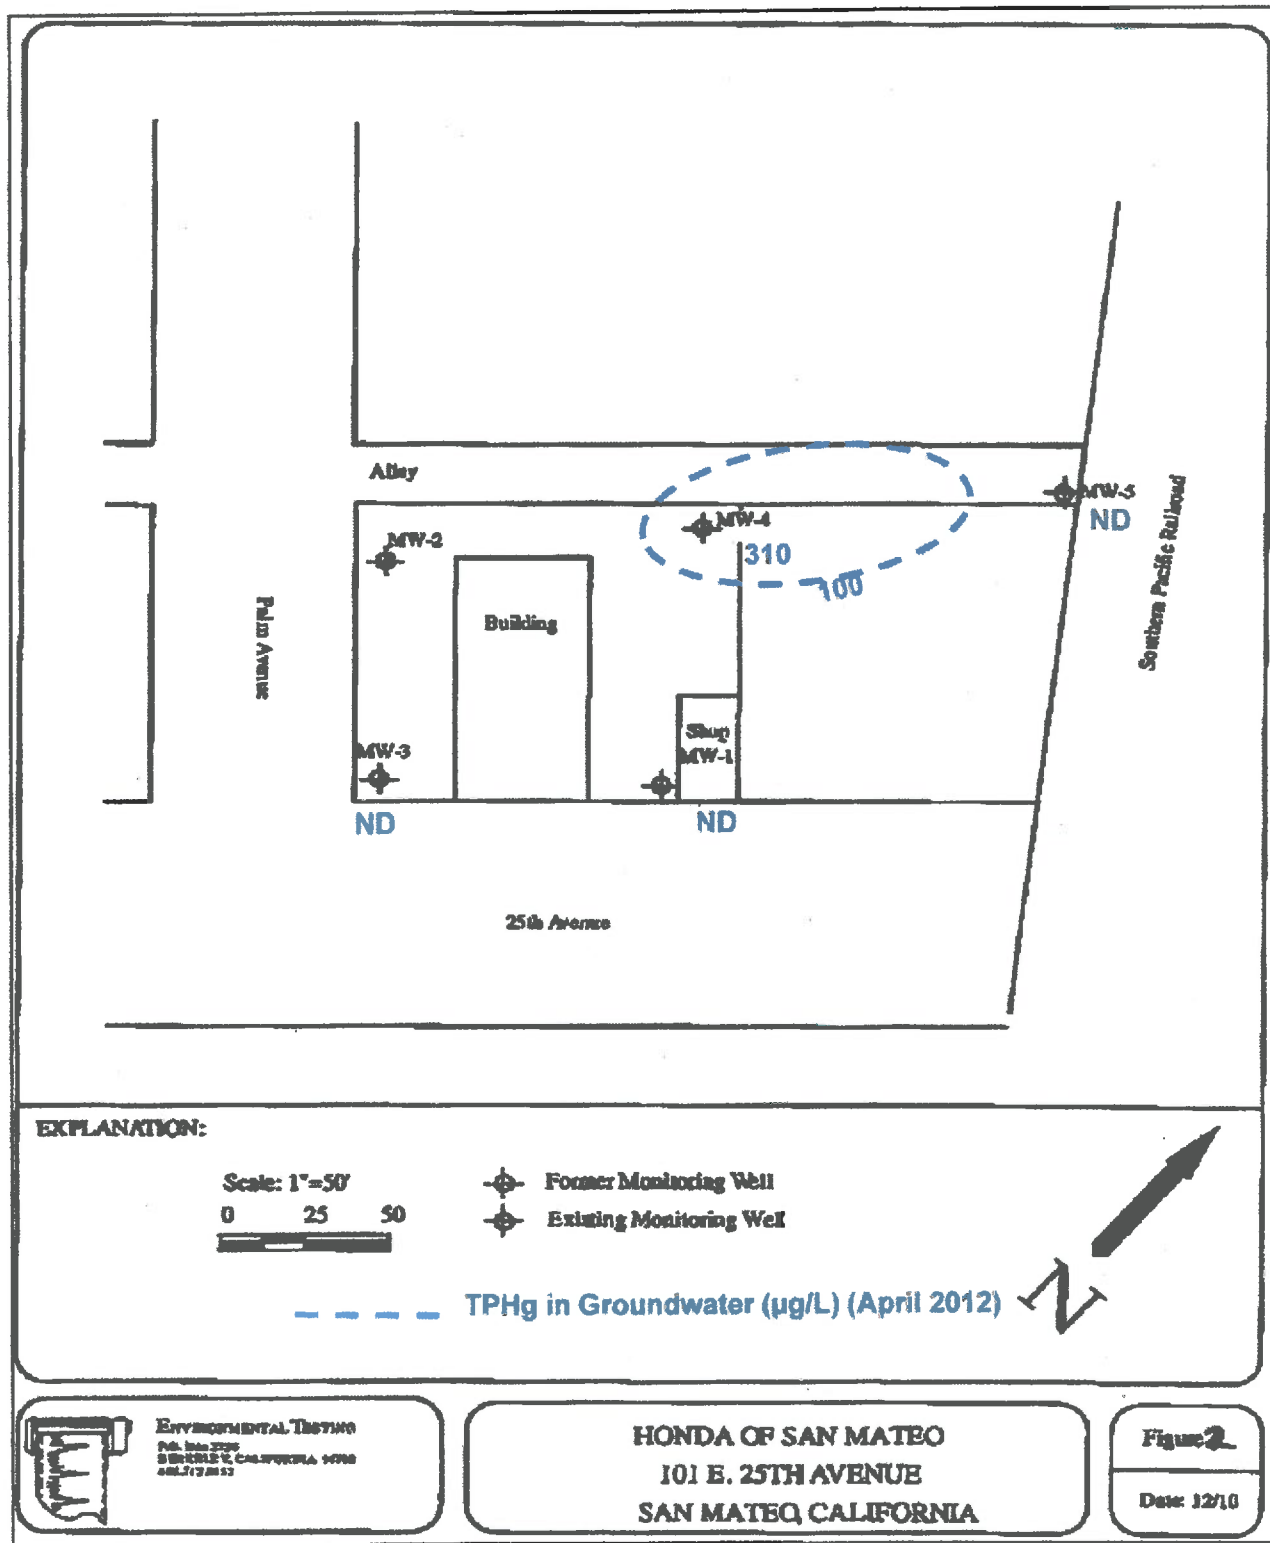 Alley
MW-5
ND
MW-4
MW-2
310
100
Building
Palm Avenue
Southern Pacific Railroad
Shop
MW-3
MW-1
ND
ND
25th Avenue
EXPLANATION:
Scale: 1"=50'
0 25 50
Former Monitoring Well
Existing Monitoring Well
TPHg in Groundwater (µg/L) (April 2012)
N
ENVIRONMENTAL TESTING
BERKELEY, CALIFORNIA
HONDA OF SAN MATEO
101 E. 25TH AVENUE
SAN MATEO, CALIFORNIA
Figure 2
Date: 12/10